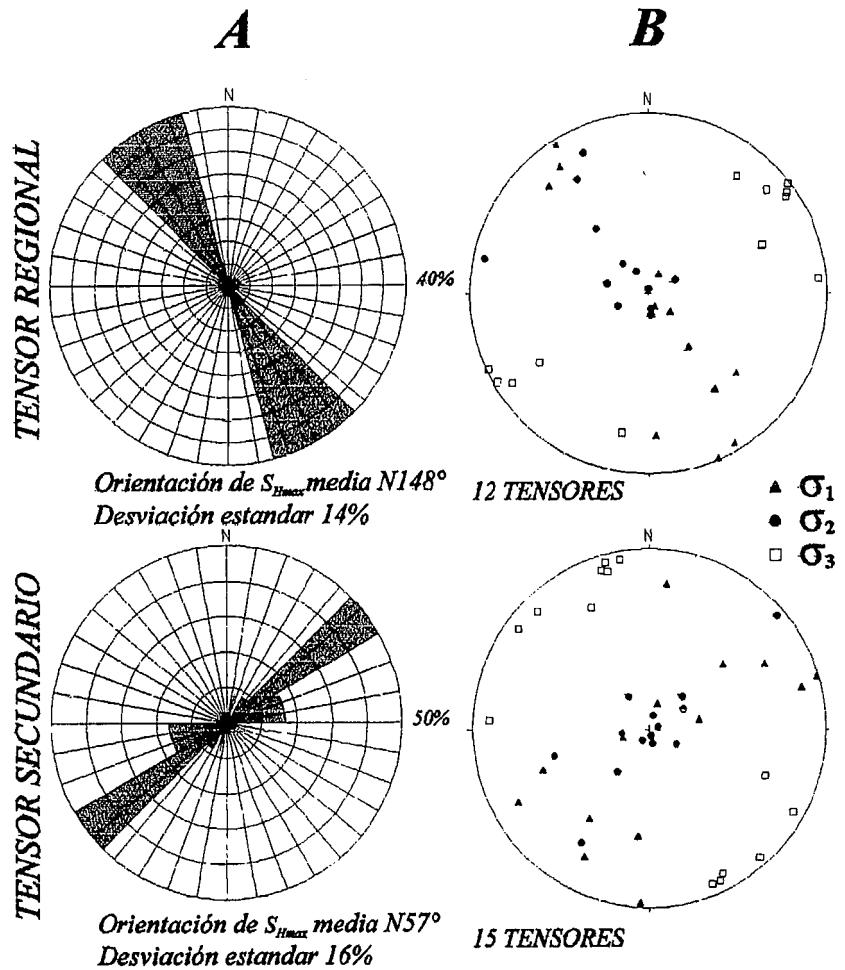 A
B
TENSOR REGIONAL
N
40%
N
Orientación de S_Hmax media N148°
Desviación estandar 14%
12 TENSORES
σ1
σ2
σ3
TENSOR SECUNDARIO
N
50%
N
Orientación de S_Hmax media N57°
Desviación estandar 16%
15 TENSORES